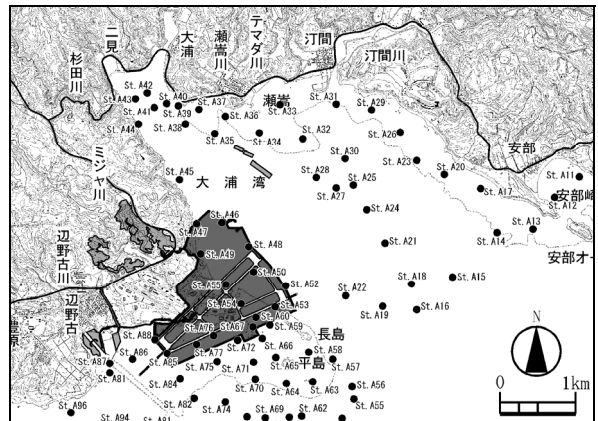 二見
大浦
瀬嵩川
テマダ川
汀間
汀間川
杉田川
瀬嵩
安部
ミジャ川
大浦湾
辺野古川
辺野古
豊原
長島
平島
安部崎
安部オー
St. A42
St. A43
St. A40
St. A37
St. A41
St. A39
St. A36
St. A33
St. A31
St. A29
St. A44
St. A38
St. A35
St. A34
St. A32
St. A26
St. A30
St. A23
St. A20
St. A11
St. A45
St. A28
St. A25
St. A27
St. A17
St. A12
St. A24
St. A47
St. A46
St. A13
St. A14
St. A48
St. A21
St. A49
St. A50
St. A52
St. A18
St. A15
St. A55
St. A22
St. A54
St. A53
St. A19
St. A16
St. A60
St. A59
St. A76
St. A67
St. A88
St. A66
St. A72
St. A77
St. A58
St. A86
St. A85
St. A75
St. A71
St. A65
St. A57
St. A87
St. A81
St. A84
St. A70
St. A64
St. A63
St. A56
St. A82
St. A74
St. A55
St. A96
St. A94
St. A81
St. A69
St. A62
N
0 1km